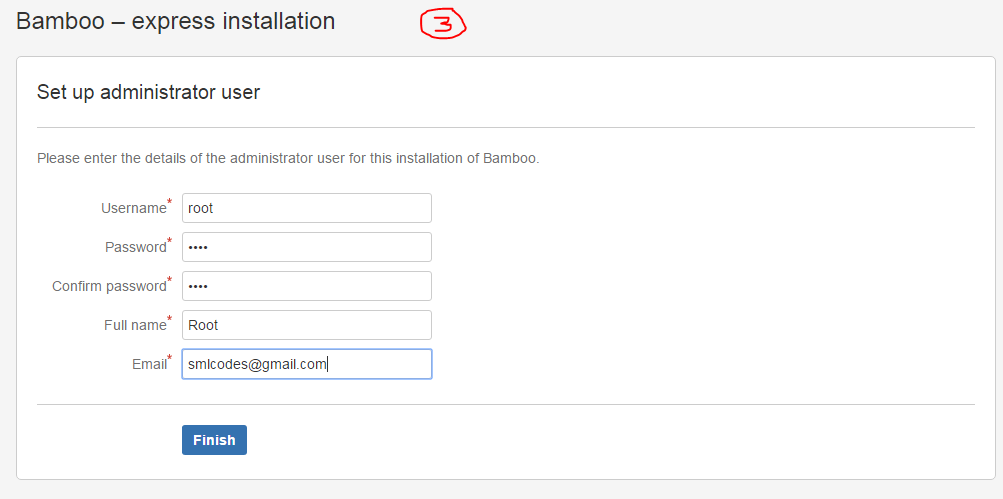 Bamboo – express installation 3
Set up administrator user
Please enter the details of the administrator user for this installation of Bamboo.
Username* root
Password* ••••
Confirm password* ••••
Full name* Root
Email* smlcodes@gmail.com
Finish